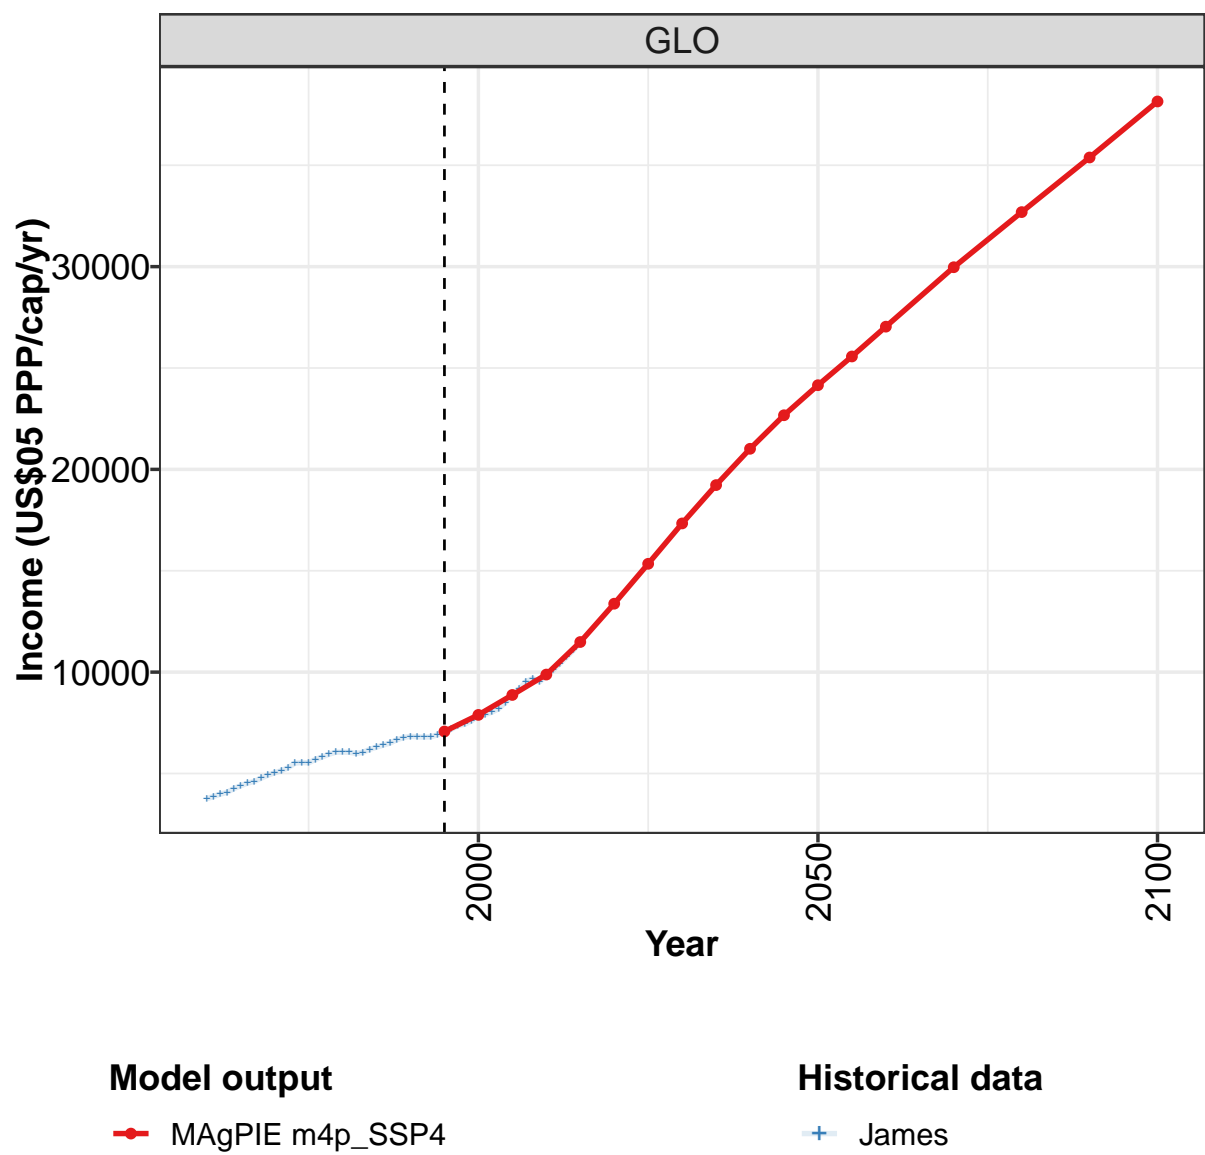 GLO
Income (US$05 PPP/cap/yr)
30000
20000
10000
2000
2050
2100
Year
Model output
MAgPIE m4p_SSP4
Historical data
James